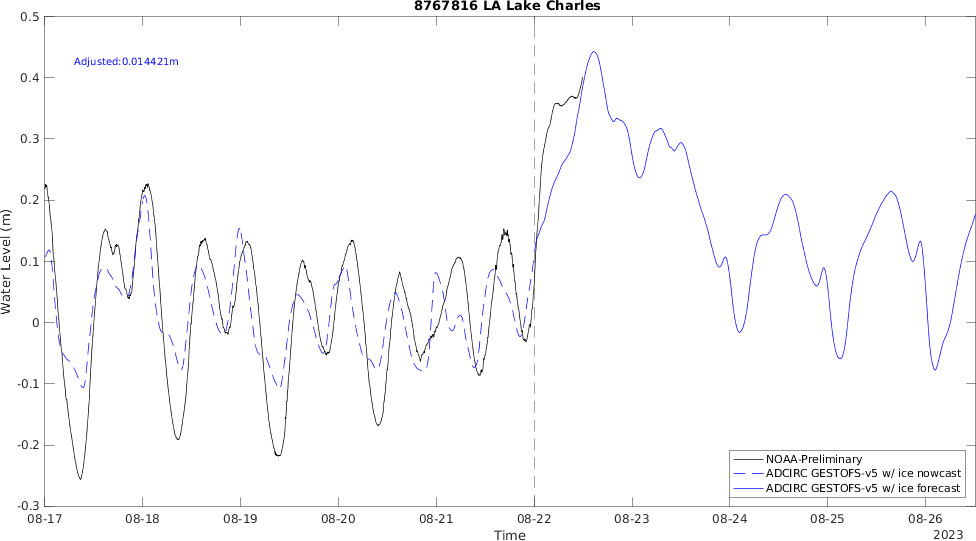 8767816 LA Lake Charles
Adjusted:0.014421m
Water Level (m)
0.5
0.4
0.3
0.2
0.1
0
-0.1
-0.2
-0.3
NOAA-Preliminary
ADCIRC GESTOFS-v5 w/ ice nowcast
ADCIRC GESTOFS-v5 w/ ice forecast
08-17 08-18 08-19 08-20 08-21 08-22 08-23 08-24 08-25 08-26
Time
2023